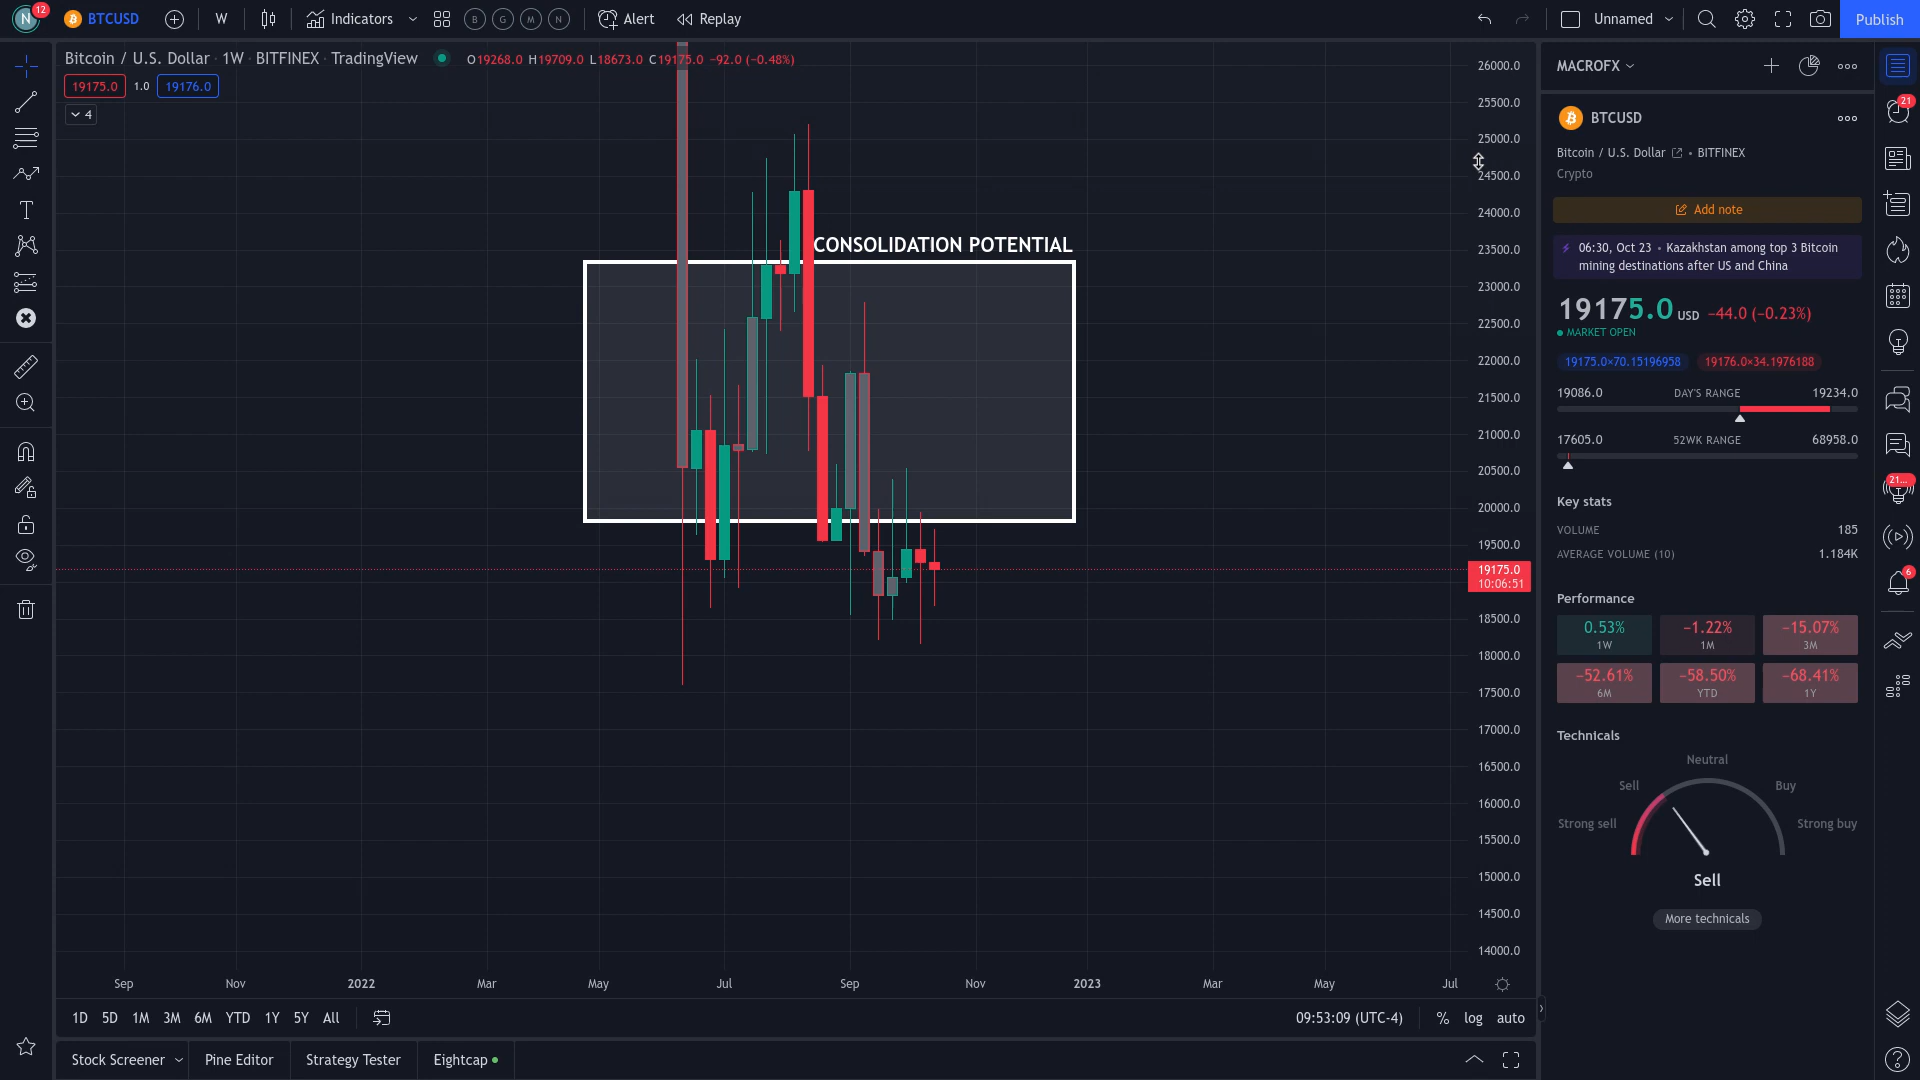 N 12 BTCUSD W Indicators B G M N Alert Replay Unnamed Publish
Bitcoin / U.S. Dollar · 1W · BITFINEX · TradingView O19268.0 H19709.0 L18673.0 C19175.0 −92.0 (−0.48%)
19175.0 1.0 19176.0
4
CONSOLIDATION POTENTIAL
26000.0
25500.0
25000.0
24500.0
24000.0
23500.0
23000.0
22500.0
22000.0
21500.0
21000.0
20500.0
20000.0
19500.0
19175.0
10:06:51
18500.0
18000.0
17500.0
17000.0
16500.0
16000.0
15500.0
15000.0
14500.0
14000.0
Sep Nov 2022 Mar May Jul Sep Nov 2023 Mar May Jul
1D 5D 1M 3M 6M YTD 1Y 5Y All 09:53:09 (UTC-4) % log auto
Stock Screener Pine Editor Strategy Tester Eightcap
MACROFX
BTCUSD
Bitcoin / U.S. Dollar • BITFINEX
Crypto
Add note
06:30, Oct 23 • Kazakhstan among top 3 Bitcoin
mining destinations after US and China
19175.0 USD −44.0 (−0.23%)
MARKET OPEN
19175.0×70.15196958 19176.0×34.1976188
19086.0 DAY'S RANGE 19234.0
17605.0 52WK RANGE 68958.0
Key stats
VOLUME 185
AVERAGE VOLUME (10) 1.184K
Performance
0.53% −1.22% −15.07%
1W 1M 3M
−52.61% −58.50% −68.41%
6M YTD 1Y
Technicals
Neutral
Sell Buy
Strong sell Strong buy
Sell
More technicals
21
21...
6